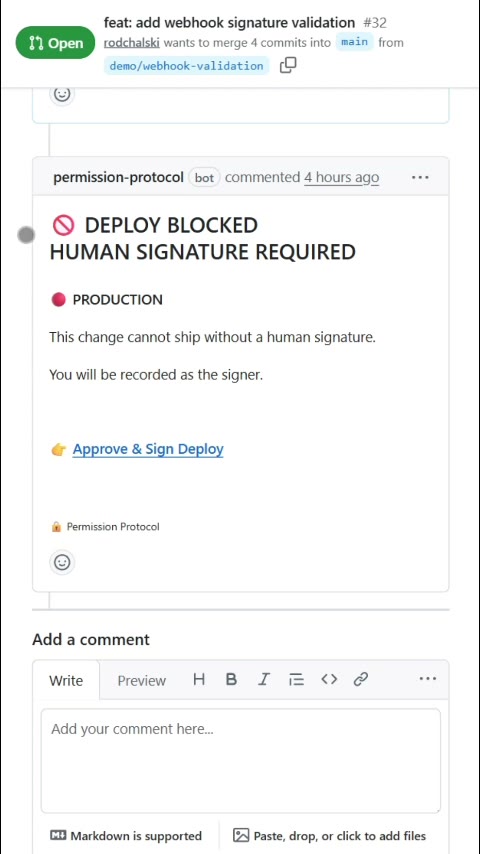 Open
feat: add webhook signature validation #32
rodchalski wants to merge 4 commits into main from
demo/webhook-validation
permission-protocol bot commented 4 hours ago
DEPLOY BLOCKED
HUMAN SIGNATURE REQUIRED
PRODUCTION
This change cannot ship without a human signature.
You will be recorded as the signer.
Approve & Sign Deploy
Permission Protocol
Add a comment
Write Preview H B I
Add your comment here...
Markdown is supported Paste, drop, or click to add files